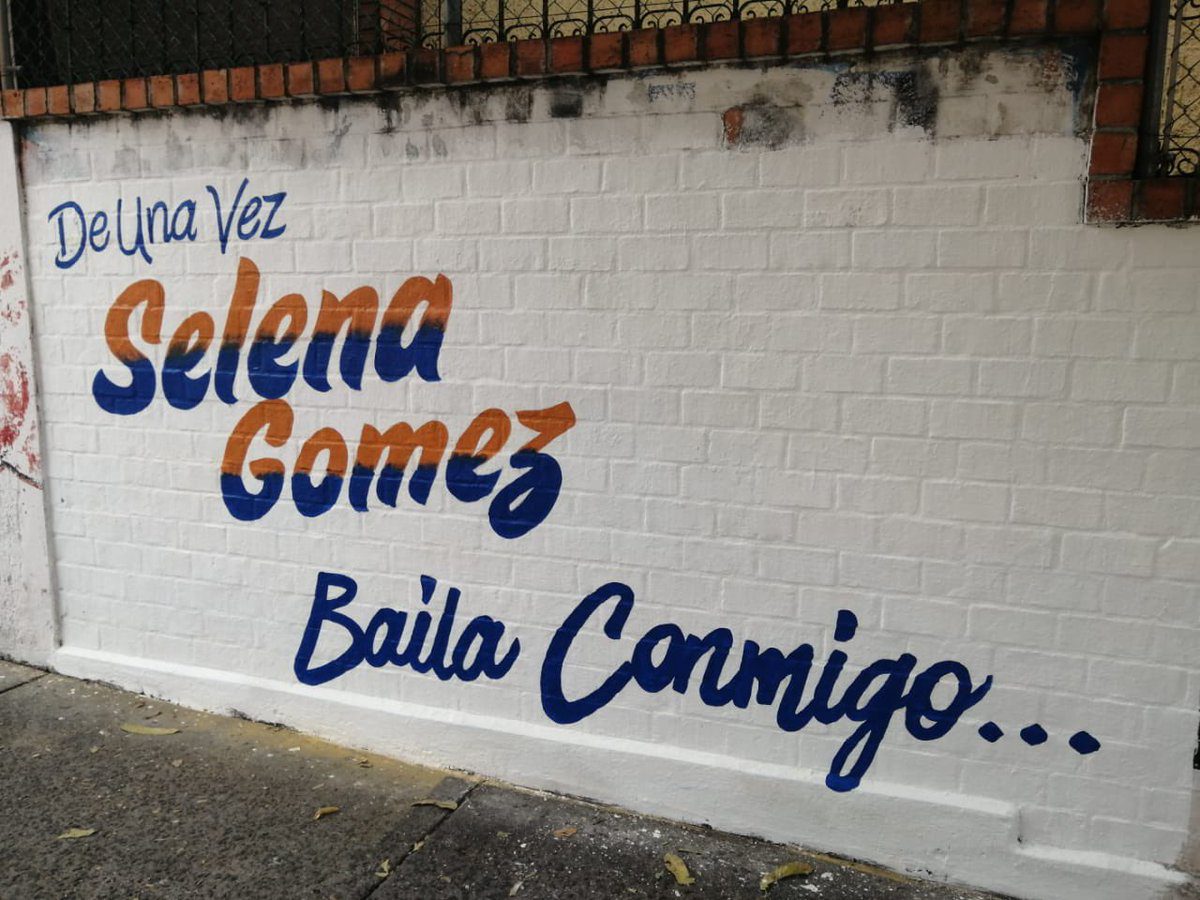 De Una Vez
Selena
Gomez
Baila Conmigo...